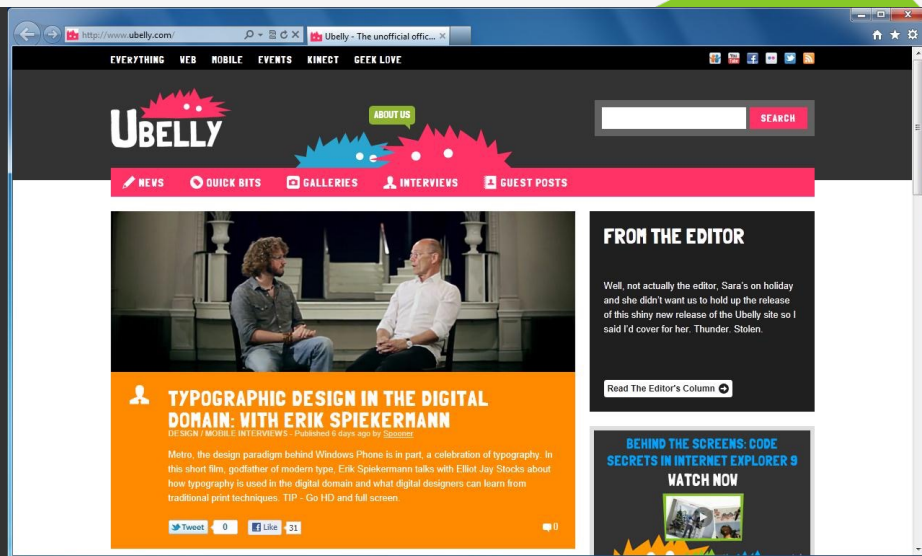 http://www.ubelly.com/
Ubelly - The unofficial offic...
EVERYTHING WEB MOBILE EVENTS KINECT GEEK LOVE
UBELLY
ABOUT US
SEARCH
NEWS QUICK BITS GALLERIES INTERVIEWS GUEST POSTS
TYPOGRAPHIC DESIGN IN THE DIGITAL
DOMAIN: WITH ERIK SPIEKERMANN
DESIGN / MOBILE INTERVIEWS - Published 6 days ago by Spooner
Metro, the design paradigm behind Windows Phone is in part, a celebration of typography. In
this short film, godfather of modern type, Erik Spiekermann talks with Elliot Jay Stocks about
how typography is used in the digital domain and what digital designers can learn from
traditional print techniques. TIP - Go HD and full screen.
Tweet 0 Like 31 0
FROM THE EDITOR
Well, not actually the editor, Sara's on holiday
and she didn't want us to hold up the release
of this shiny new release of the Ubelly site so I
said I'd cover for her. Thunder. Stolen.
Read The Editor's Column
BEHIND THE SCREENS: CODE
SECRETS IN INTERNET EXPLORER 9
WATCH NOW